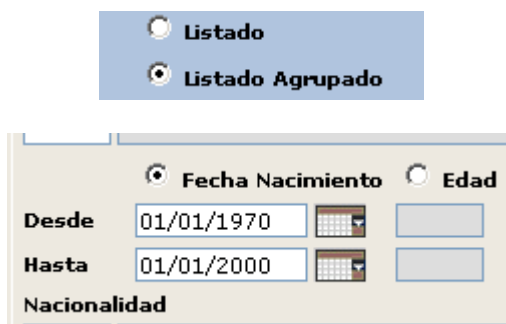 Listado
Listado Agrupado
Fecha Nacimiento Edad
Desde 01/01/1970
Hasta 01/01/2000
Nacionalidad